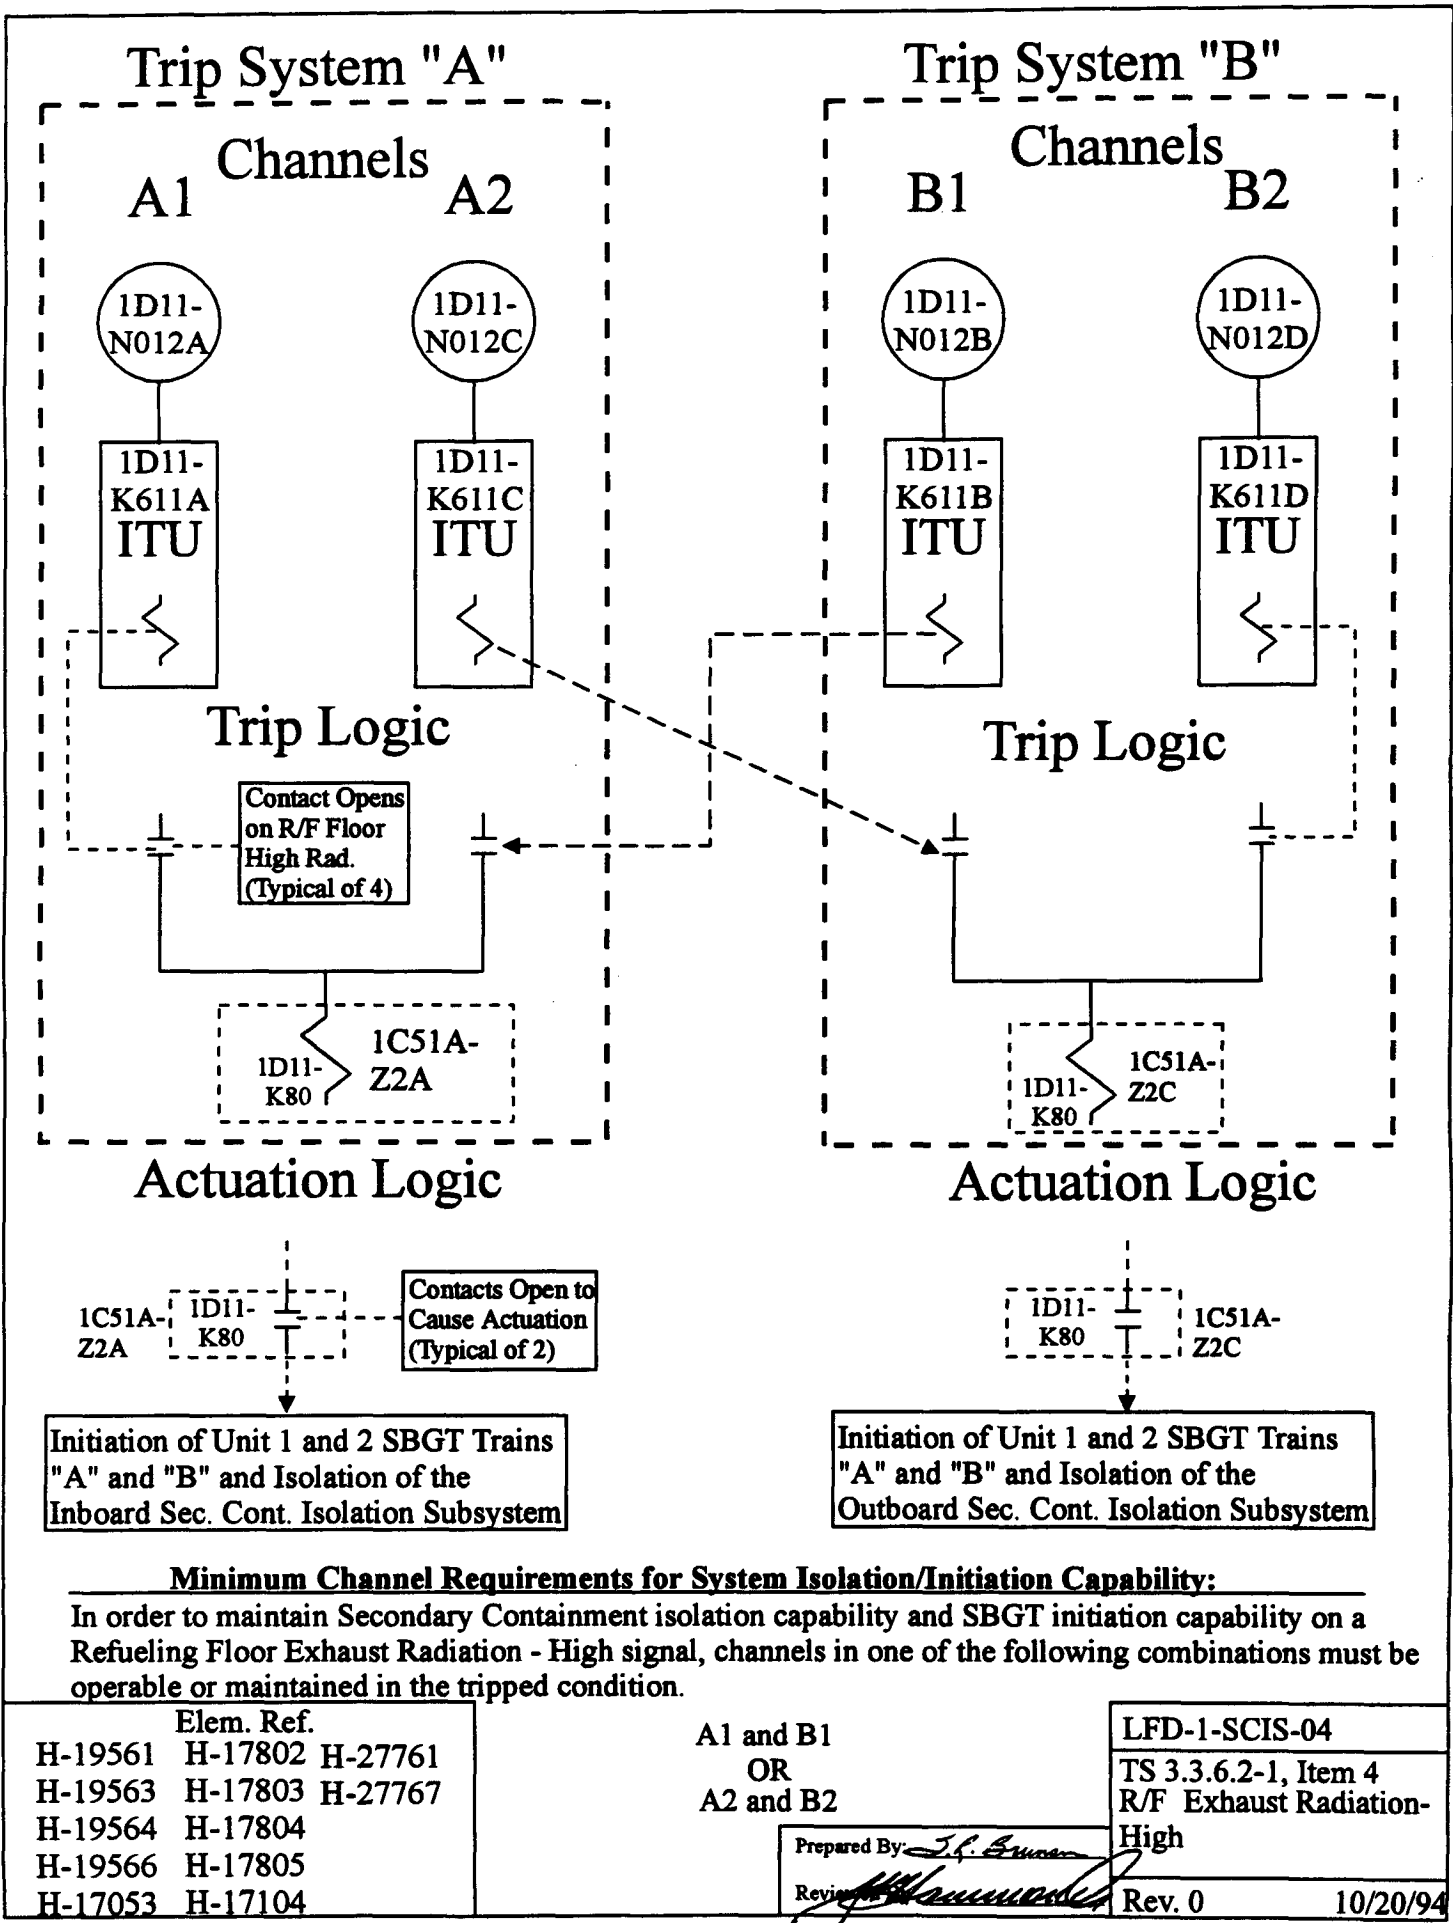 Trip System "A"
Trip System "B"
Channels
A1
A2
Channels
B1
B2
1D11-
N012A
1D11-
N012C
1D11-
N012B
1D11-
N012D
1D11-
K611A
ITU
1D11-
K611C
ITU
1D11-
K611B
ITU
1D11-
K611D
ITU
Trip Logic
Trip Logic
Contact Opens
on R/F Floor
High Rad.
(Typical of 4)
1D11-
K80
1C51A-
Z2A
1D11-
K80
1C51A-
Z2C
Actuation Logic
Actuation Logic
1C51A-
Z2A
1D11-
K80
Contacts Open to
Cause Actuation
(Typical of 2)
1D11-
K80
1C51A-
Z2C
Initiation of Unit 1 and 2 SBGT Trains
"A" and "B" and Isolation of the
Inboard Sec. Cont. Isolation Subsystem
Initiation of Unit 1 and 2 SBGT Trains
"A" and "B" and Isolation of the
Outboard Sec. Cont. Isolation Subsystem
Minimum Channel Requirements for System Isolation/Initiation Capability:
In order to maintain Secondary Containment isolation capability and SBGT initiation capability on a
Refueling Floor Exhaust Radiation - High signal, channels in one of the following combinations must be
operable or maintained in the tripped condition.
Elem. Ref.
H-19561 H-17802 H-27761
H-19563 H-17803 H-27767
H-19564 H-17804
H-19566 H-17805
H-17053 H-17104
A1 and B1
OR
A2 and B2
Prepared By:
LFD-1-SCIS-04
TS 3.3.6.2-1, Item 4
R/F Exhaust Radiation-
High
Rev. 0 10/20/94